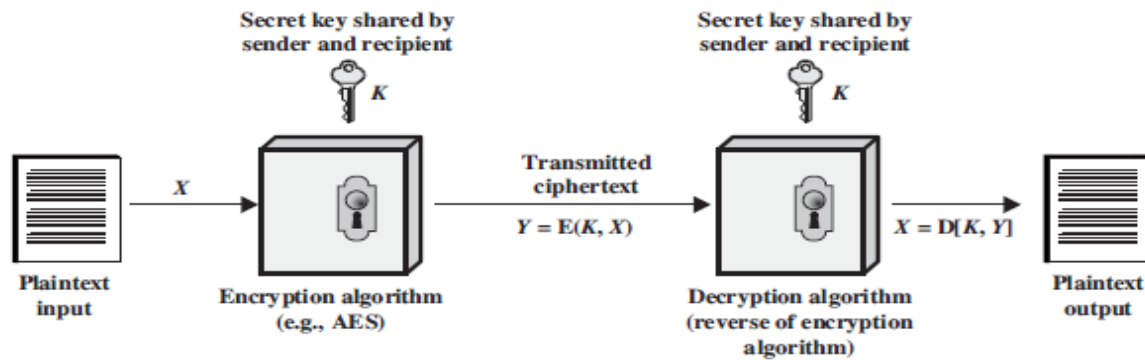 Secret key shared by
sender and recipient
K
Secret key shared by
sender and recipient
K
X
Transmitted
ciphertext
Y = E(K, X)
X = D[K, Y]
Plaintext
input
Encryption algorithm
(e.g., AES)
Decryption algorithm
(reverse of encryption
algorithm)
Plaintext
output